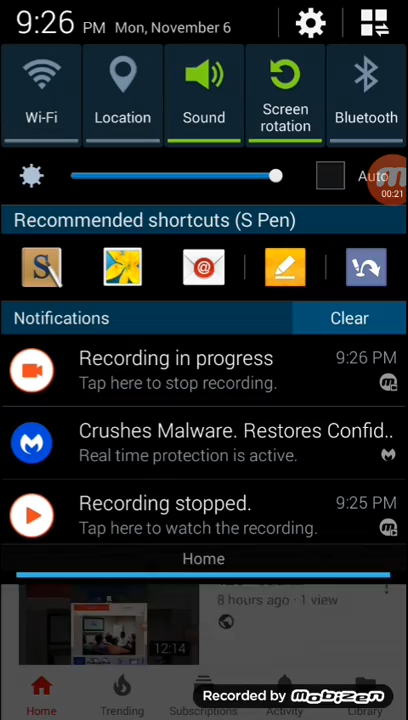 9:26 PM Mon, November 6
Wi-Fi
Location
Sound
Screen rotation
Bluetooth
Auto
00:21
Recommended shortcuts (S Pen)
Notifications
Clear
Recording in progress 9:26 PM
Tap here to stop recording.
Crushes Malware. Restores Confid..
Real time protection is active.
Recording stopped. 9:25 PM
Tap here to watch the recording.
Home
8 hours ago · 1 view
12:14
Recorded by mobizen
Home
Trending
Subscriptions
Activity
Library